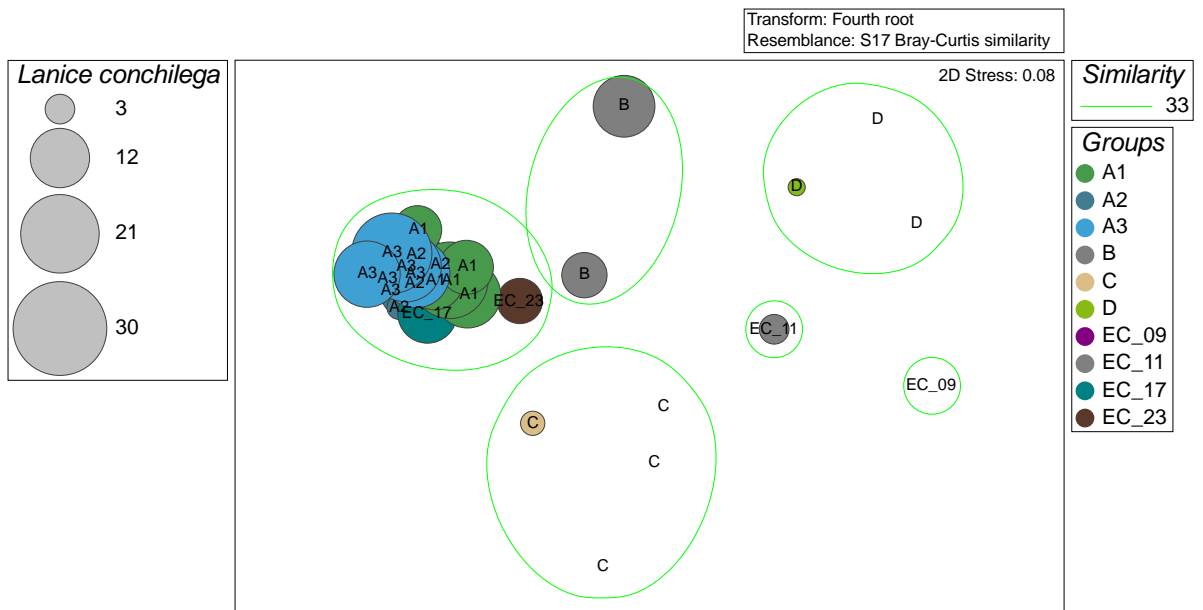 Transform: Fourth root
Resemblance: S17 Bray-Curtis similarity
Lanice conchilega
3
12
21
30
2D Stress: 0.08
B
D
D
D
A1
A3
A2
A3
A2
A1
A3
A3
A3
A2
A1
A1
A3
A1
B
A2
EC_17
EC_23
EC_11
EC_09
C
C
C
C
Similarity
33
Groups
A1
A2
A3
B
C
D
EC_09
EC_11
EC_17
EC_23